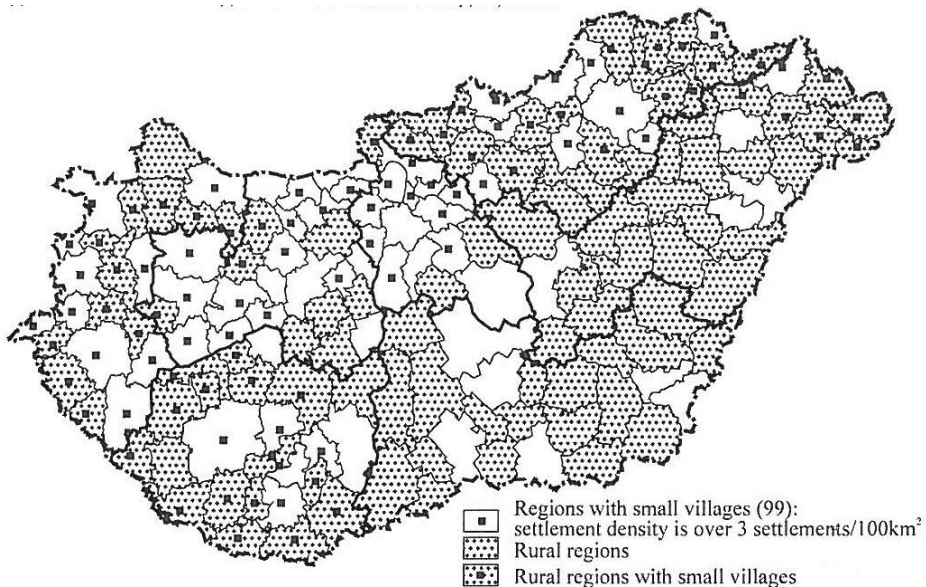 Regions with small villages (99):
settlement density is over 3 settlements/100km²
Rural regions
Rural regions with small villages